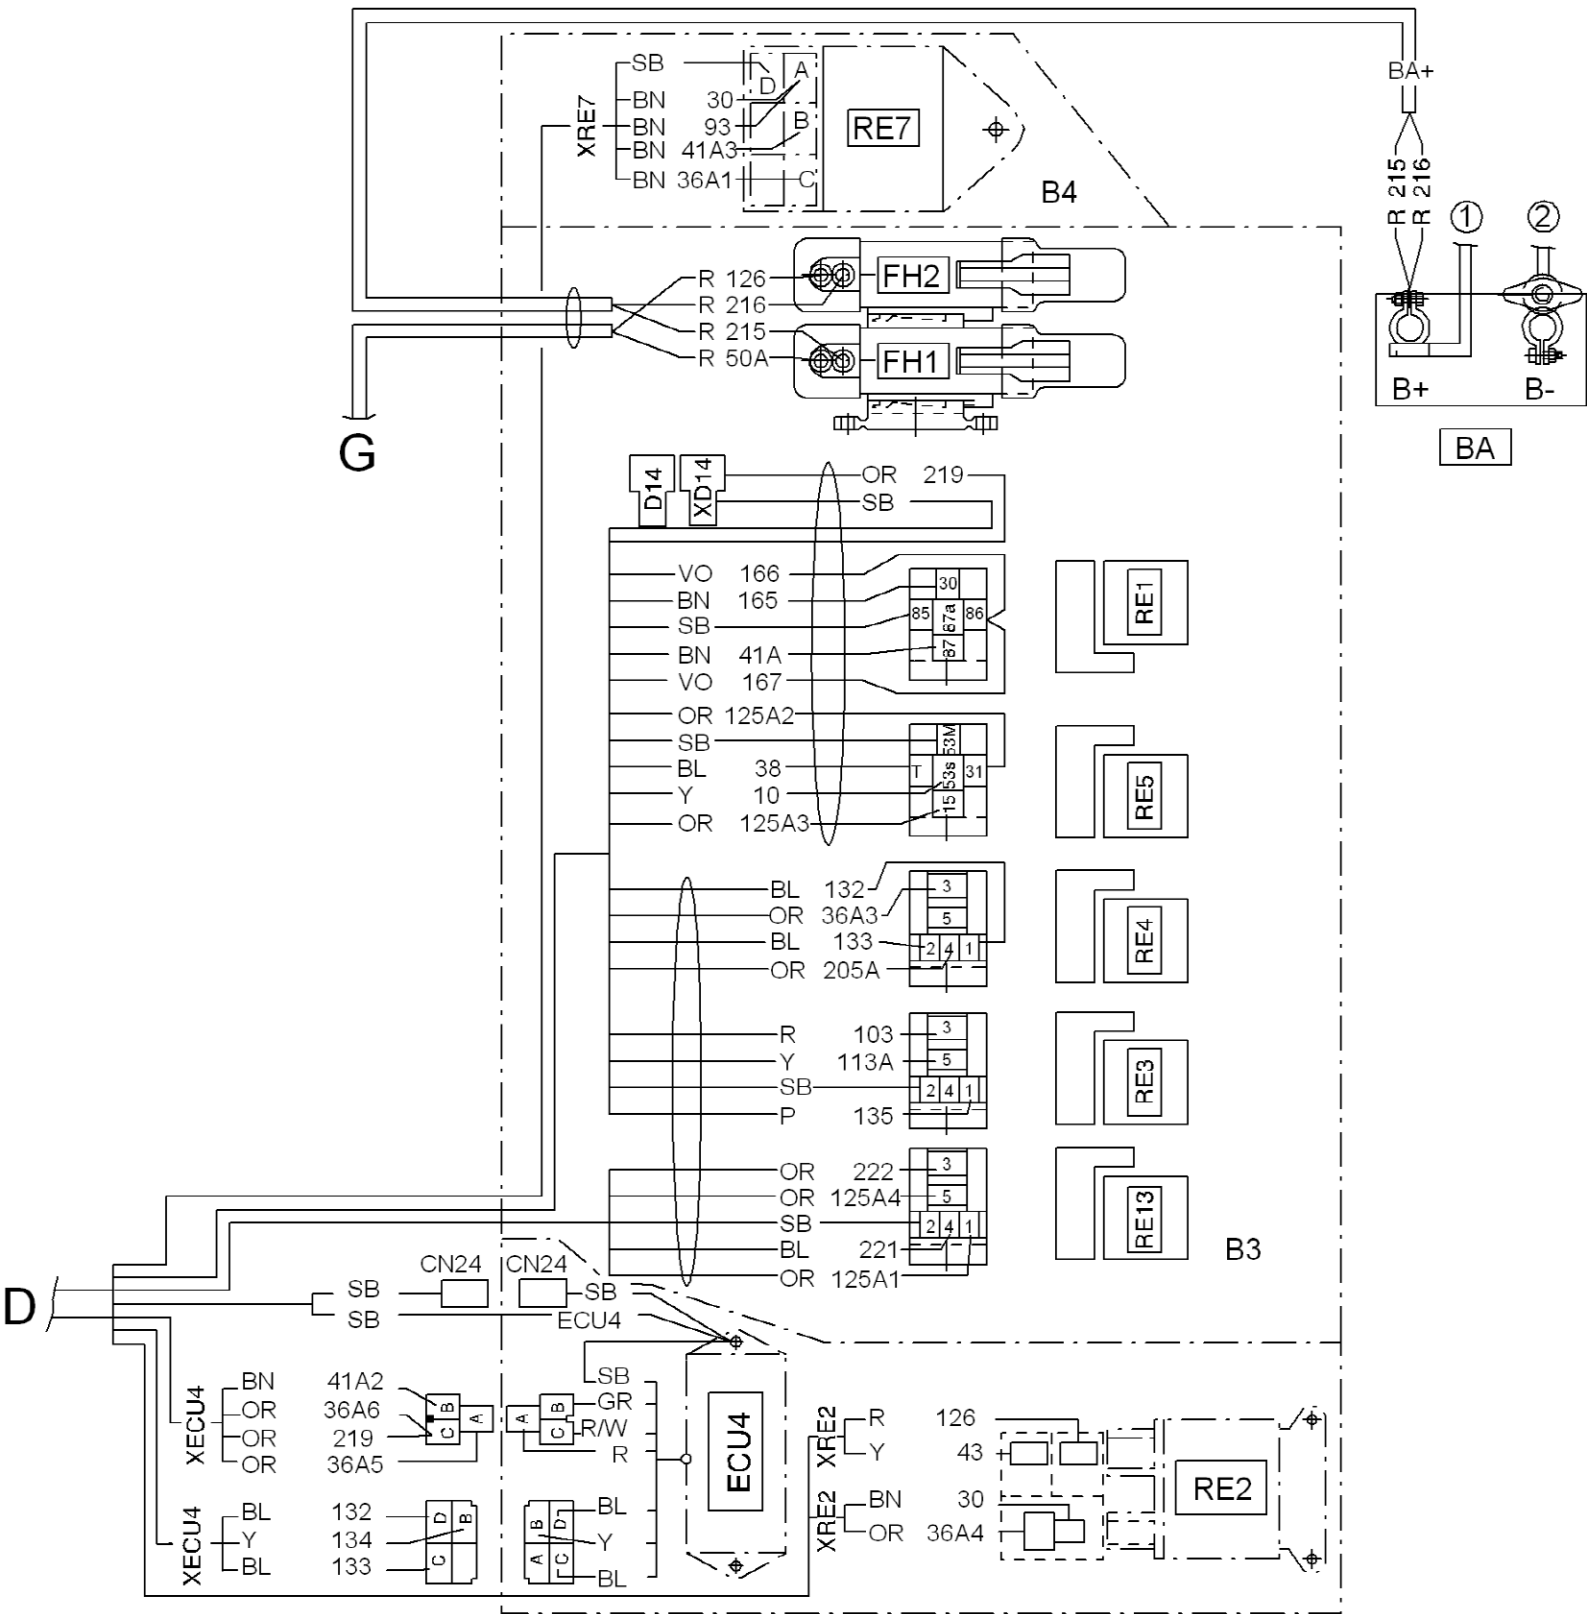 BA+
SB
D
A
XRE7
BN 30
BN 93
B
BN 41A3
BN 36A1
C
RE7
B4
R 215
R 216
1
2
R 126
R 216
R 215
R 50A
FH2
FH1
B+
B-
BA
G
D14
XD14
OR 219
SB
VO 166
BN 165
SB
BN 41A
VO 167
30
85
87a
86
87
RE1
OR 125A2
SB
BL 38
Y 10
OR 125A3
53M
T
53s
31
15
RE5
BL 132
OR 36A3
BL 133
OR 205A
3
5
2 4 1
RE4
R 103
Y 113A
SB
P 135
3
5
2 4 1
RE3
OR 222
OR 125A4
SB
BL 221
OR 125A1
3
5
2 4 1
RE13
B3
D
CN24
CN24
SB
SB
SB
ECU4
XECU4
BN 41A2
OR 36A6
OR 219
OR 36A5
B
C
A
A
B
C
SB
GR
R/W
R
ECU4
XECU4
BL 132
Y 134
BL 133
D
B
C
B
D
A
C
BL
Y
BL
XRE2
R 126
Y 43
XRE2
BN 30
OR 36A4
RE2